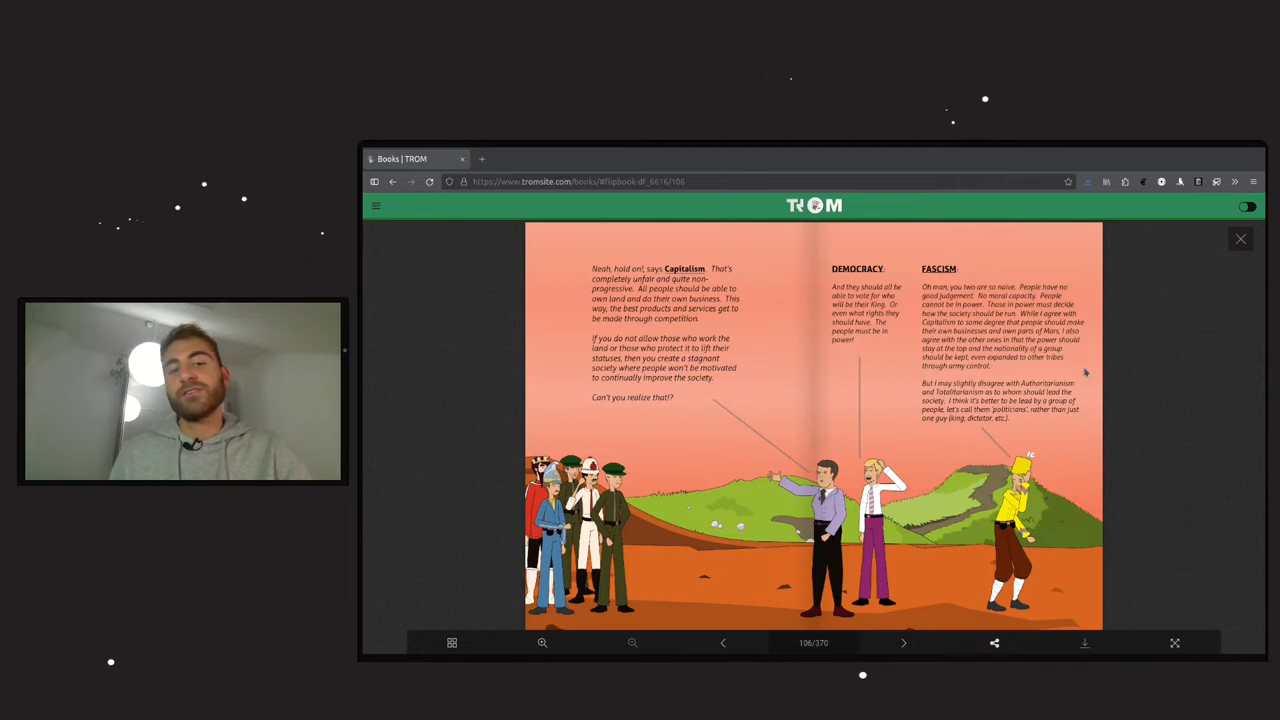 Books | TROM
https://www.tromsite.com/books/#flipbook-df_6616/106
TROM
Neah, hold on!, says Capitalism. That's
completely unfair and quite non-
progressive. All people should be able to
own land and do their own business. This
way, the best products and services get to
be made through competition.
If you do not allow those who work the
land or those who protect it to lift their
statuses, then you create a stagnant
society where people won't be motivated
to continually improve the society.
Can't you realize that!?
DEMOCRACY:
And they should all be
able to vote for who
will be their King. Or
even what rights they
should have. The
people must be in
power!
FASCISM:
Oh man, you two are so naive. People have no
good judgement. No moral capacity. People
cannot be in power. Those in power must decide
how the society should be run. While I agree with
Capitalism to some degree that people should make
their own businesses and own parts of Mars, I also
agree with the other ones in that the power should
stay at the top and the nationality of a group
should be kept, even expanded to other tribes
through army control.
But I may slightly disagree with Authoritarianism
and Totalitarianism as to whom should lead the
society. I think it's better to be lead by a group of
people, let's call them 'politicians', rather than just
one guy (king, dictator, etc.).
106/370